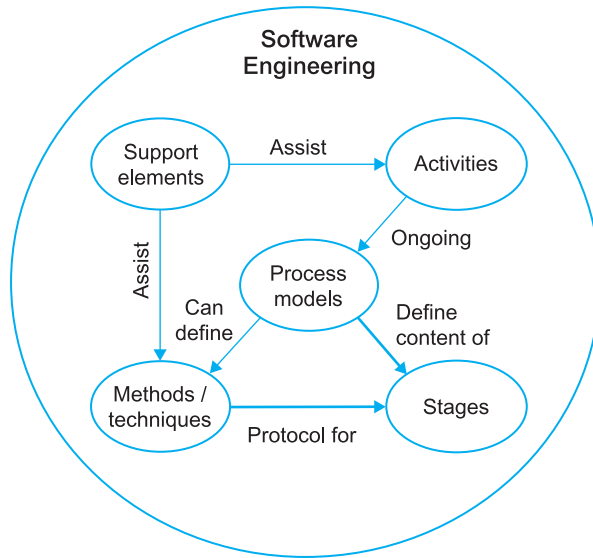 Software
Engineering
Support
elements
Assist
Activities
Assist
Ongoing
Process
models
Can
define
Define
content of
Methods /
techniques
Protocol for
Stages